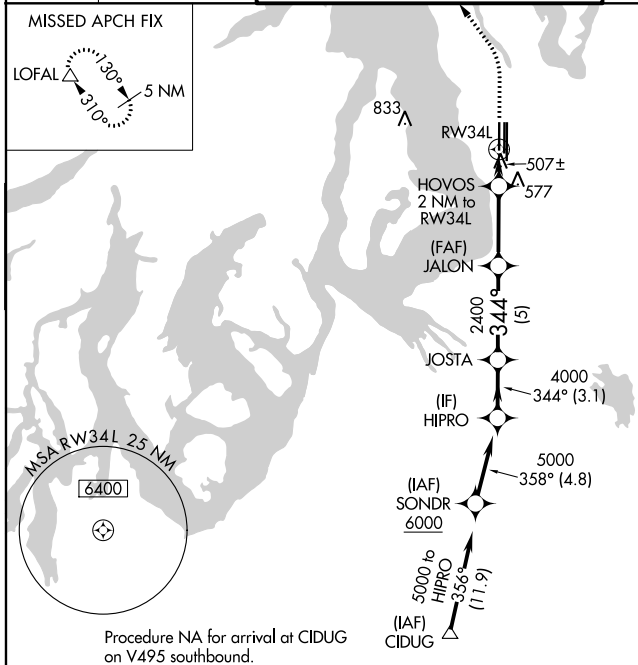 MISSED APCH FIX
LOFAL
130°
310°
5 NM
833
RW34L
507±
HOVOS
2 NM to
RW34L
577
(FAF)
JALON
2400
344°
(5)
JOSTA
4000
344° (3.1)
(IF)
HIPRO
5000
358° (4.8)
(IAF)
SONDR
6000
5000 to
HIPRO
356°
(11.9)
(IAF)
CIDUG
MSA RW34L 25 NM
6400
Procedure NA for arrival at CIDUG
on V495 southbound.